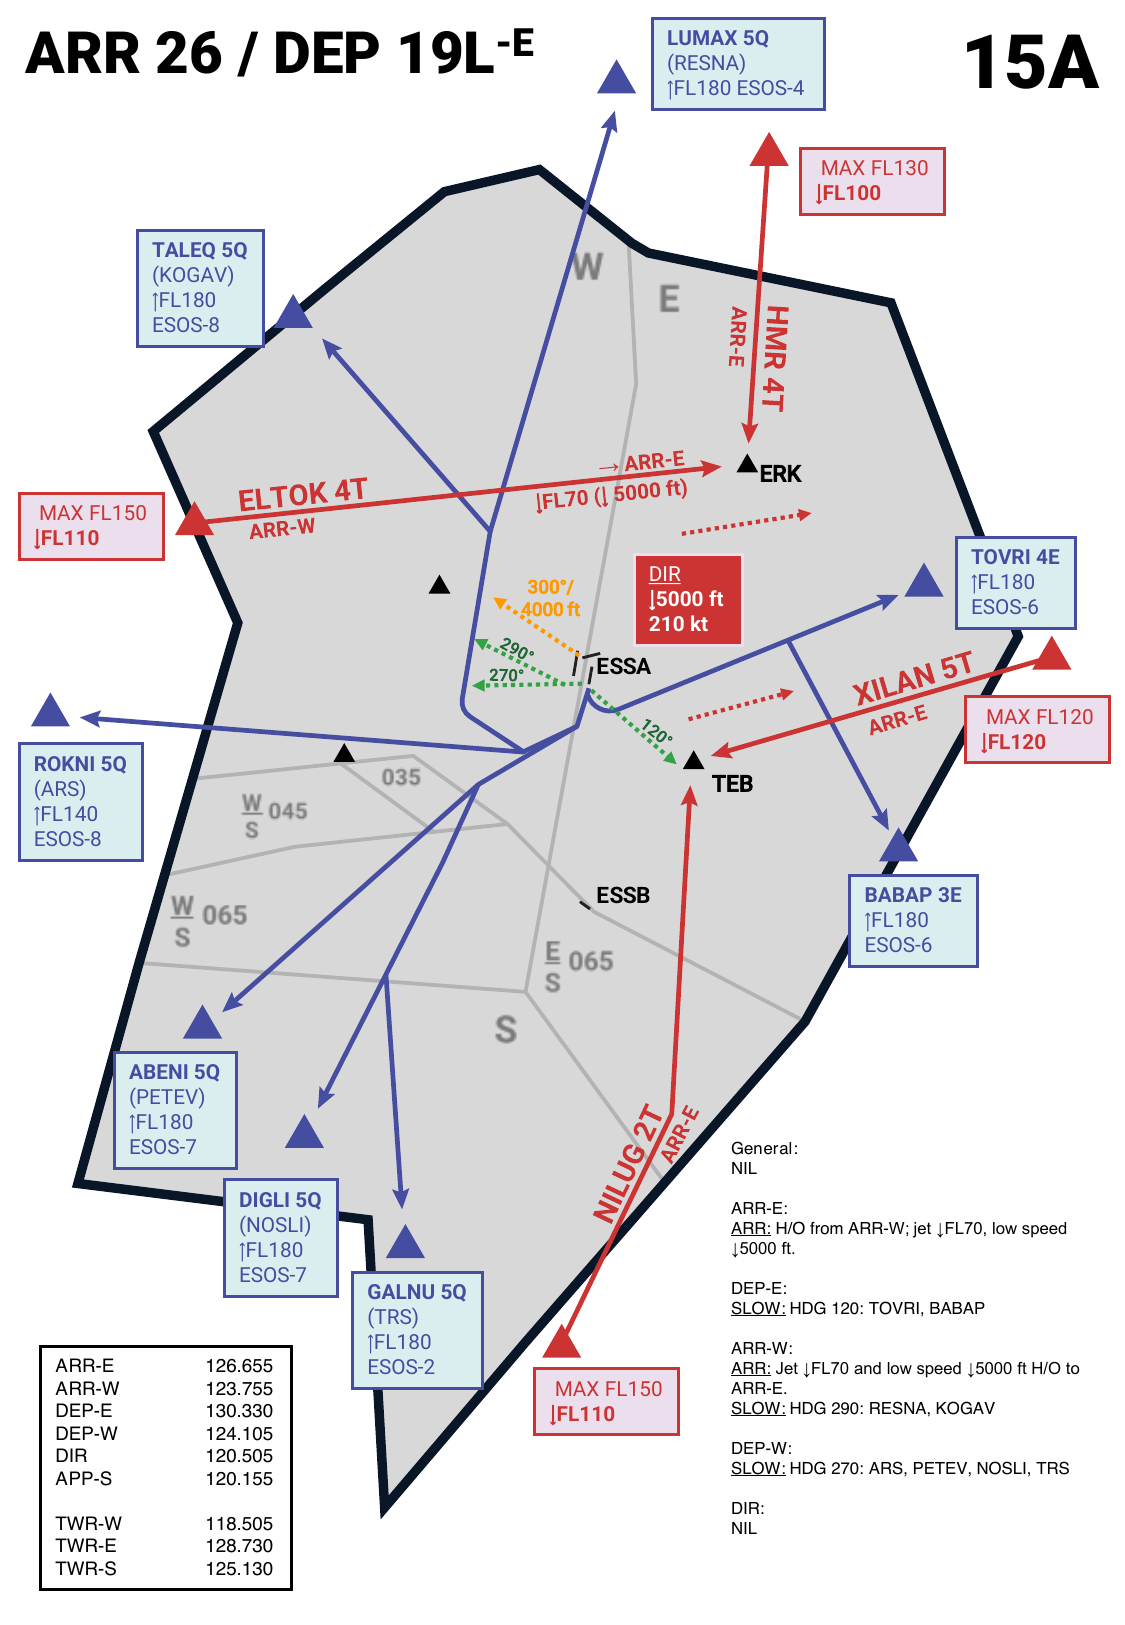 ARR 26 / DEP 19L-E
15A
LUMAX 5Q
(RESNA)
↑FL180 ESOS-4
MAX FL130
↓FL100
TALEQ 5Q
(KOGAV)
↑FL180
ESOS-8
W
E
HMR 4T
ARR-E
→ ARR-E
↓FL70 (↓ 5000 ft)
ERK
ELTOK 4T
ARR-W
MAX FL150
↓FL110
DIR
↓5000 ft
210 kt
TOVRI 4E
↑FL180
ESOS-6
300°/
4000 ft
290°
270°
ESSA
120°
XILAN 5T
ARR-E
MAX FL120
↓FL120
TEB
ROKNI 5Q
(ARS)
↑FL140
ESOS-8
035
W
S
045
W
S
065
ESSB
E
S
065
S
BABAP 3E
↑FL180
ESOS-6
ABENI 5Q
(PETEV)
↑FL180
ESOS-7
DIGLI 5Q
(NOSLI)
↑FL180
ESOS-7
GALNU 5Q
(TRS)
↑FL180
ESOS-2
NILUG 2T
ARR-E
MAX FL150
↓FL110
General:
NIL
ARR-E:
ARR: H/O from ARR-W; jet ↓FL70, low speed
↓5000 ft.
DEP-E:
SLOW: HDG 120: TOVRI, BABAP
ARR-W:
ARR: Jet ↓FL70 and low speed ↓5000 ft H/O to
ARR-E.
SLOW: HDG 290: RESNA, KOGAV
DEP-W:
SLOW: HDG 270: ARS, PETEV, NOSLI, TRS
DIR:
NIL
ARR-E 126.655
ARR-W 123.755
DEP-E 130.330
DEP-W 124.105
DIR 120.505
APP-S 120.155
TWR-W 118.505
TWR-E 128.730
TWR-S 125.130